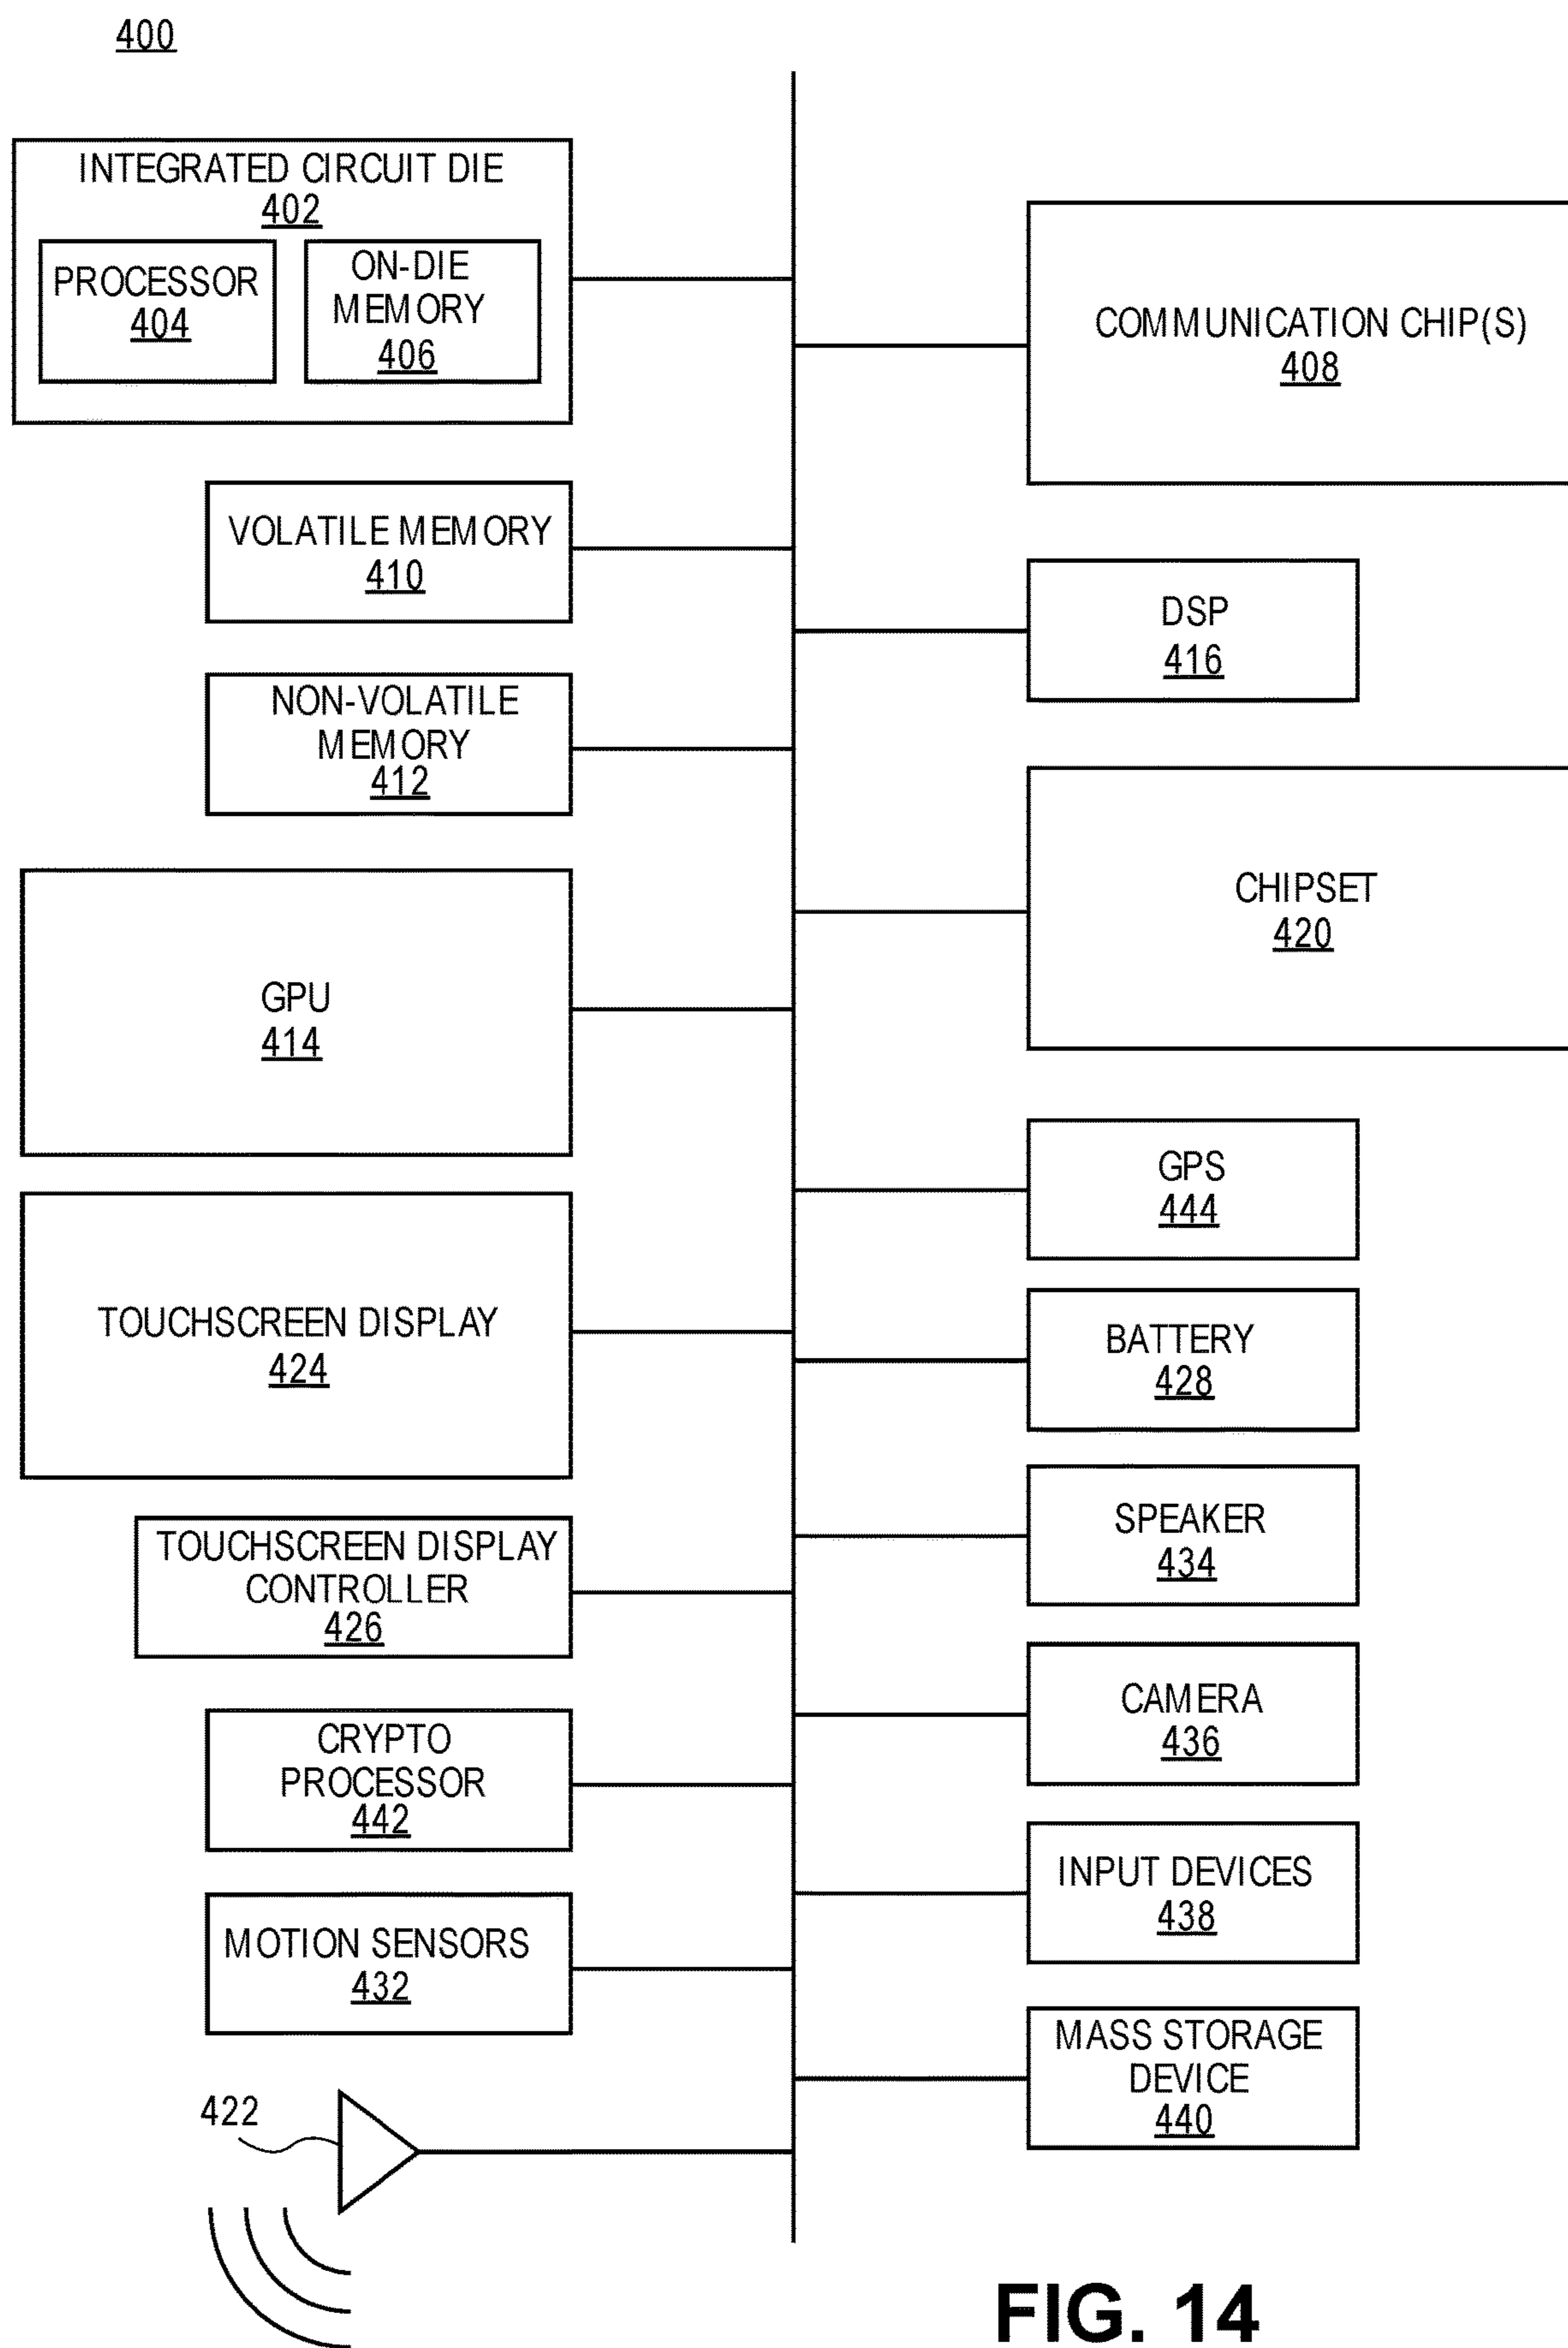 400
INTEGRATED CIRCUIT DIE
402
PROCESSOR
404
ON-DIE
MEMORY
406
VOLATILE MEMORY
410
NON-VOLATILE
MEMORY
412
GPU
414
TOUCHSCREEN DISPLAY
424
TOUCHSCREEN DISPLAY
CONTROLLER
426
CRYPTO
PROCESSOR
442
MOTION SENSORS
432
422
COMMUNICATION CHIP(S)
408
DSP
416
CHIPSET
420
GPS
444
BATTERY
428
SPEAKER
434
CAMERA
436
INPUT DEVICES
438
MASS STORAGE
DEVICE
440
FIG. 14